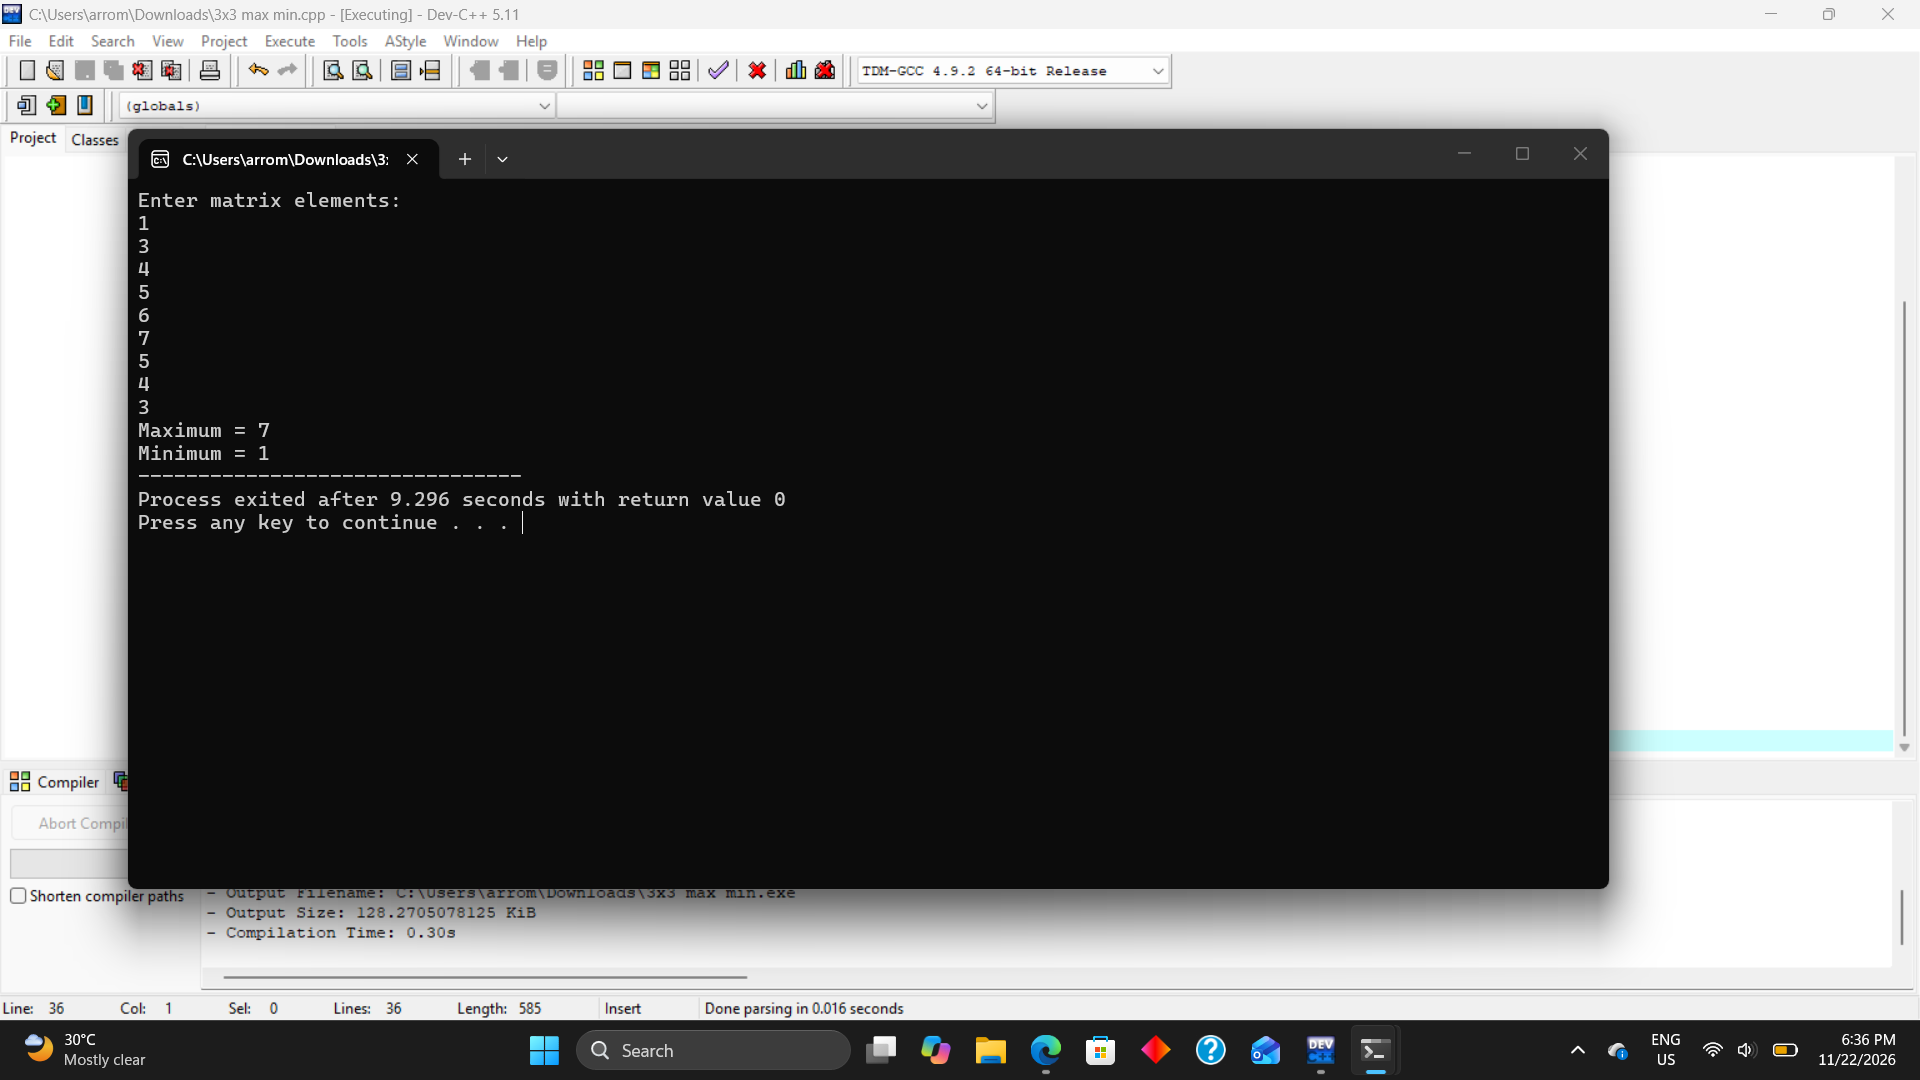 C:\Users\arrom\Downloads\3x3 max min.cpp - [Executing] - Dev-C++ 5.11
File Edit Search View Project Execute Tools AStyle Window Help
TDM-GCC 4.9.2 64-bit Release
(globals)
Project Classes
C:\Users\arrom\Downloads\3:
Enter matrix elements:
1
3
4
5
6
7
5
4
3
Maximum = 7
Minimum = 1
--------------------------------
Process exited after 9.296 seconds with return value 0
Press any key to continue . . .
Compiler
Abort Compil
Shorten compiler paths
- Output Filename: C:\Users\arrom\Downloads\3x3 max min.exe
- Output Size: 128.2705078125 KiB
- Compilation Time: 0.30s
Line: 36 Col: 1 Sel: 0 Lines: 36 Length: 585 Insert Done parsing in 0.016 seconds
30°C
Mostly clear
Search
DEV
ENG
US
6:36 PM
11/22/2026